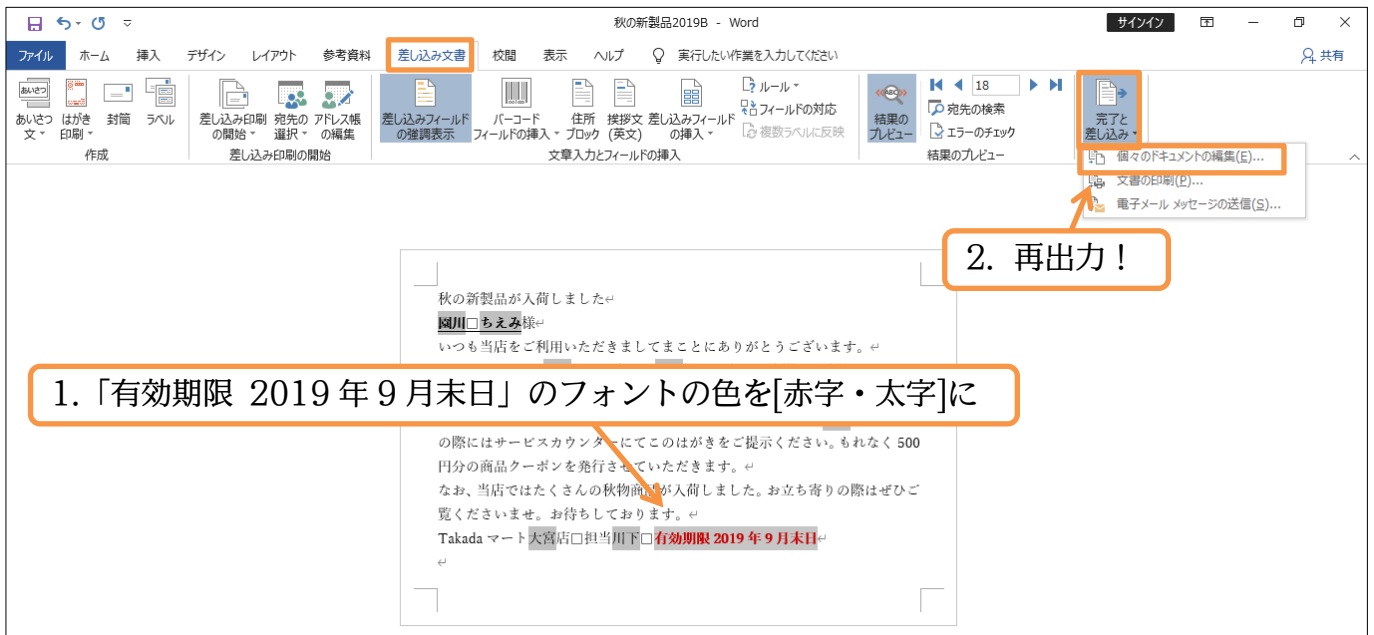 秋の新製品2019B - Word
サインイン
ファイル ホーム 挿入 デザイン レイアウト 参考資料 差し込み文書 校閲 表示 ヘルプ 実行したい作業を入力してください 共有
あいさつ
あいさつ文 はがき印刷 封筒 ラベル
作成
差し込み印刷の開始 宛先の選択 アドレス帳の編集
差し込み印刷の開始
差し込みフィールドの強調表示 バーコードフィールドの挿入 住所ブロック 挨拶文(英文) 差し込みフィールドの挿入
ルール
フィールドの対応
複数ラベルに反映
文章入力とフィールドの挿入
ABC
結果のプレビュー
18
宛先の検索
エラーのチェック
結果のプレビュー
完了と差し込み
個々のドキュメントの編集(E)...
文書の印刷(P)...
電子メール メッセージの送信(S)...
2. 再出力！
秋の新製品が入荷しました↵
園川□ちえみ様↵
いつも当店をご利用いただきましてまことにありがとうございます。↵
1.「有効期限 2019年9月末日」のフォントの色を[赤字・太字]に
の際にはサービスカウンターにてこのはがきをご提示ください。もれなく 500
円分の商品クーポンを発行させていただきます。↵
なお、当店ではたくさんの秋物商品が入荷しました。お立ち寄りの際はぜひご
覧くださいませ。お待ちしております。↵
Takada マート大宮店□担当川下□有効期限 2019 年 9 月末日↵
↵